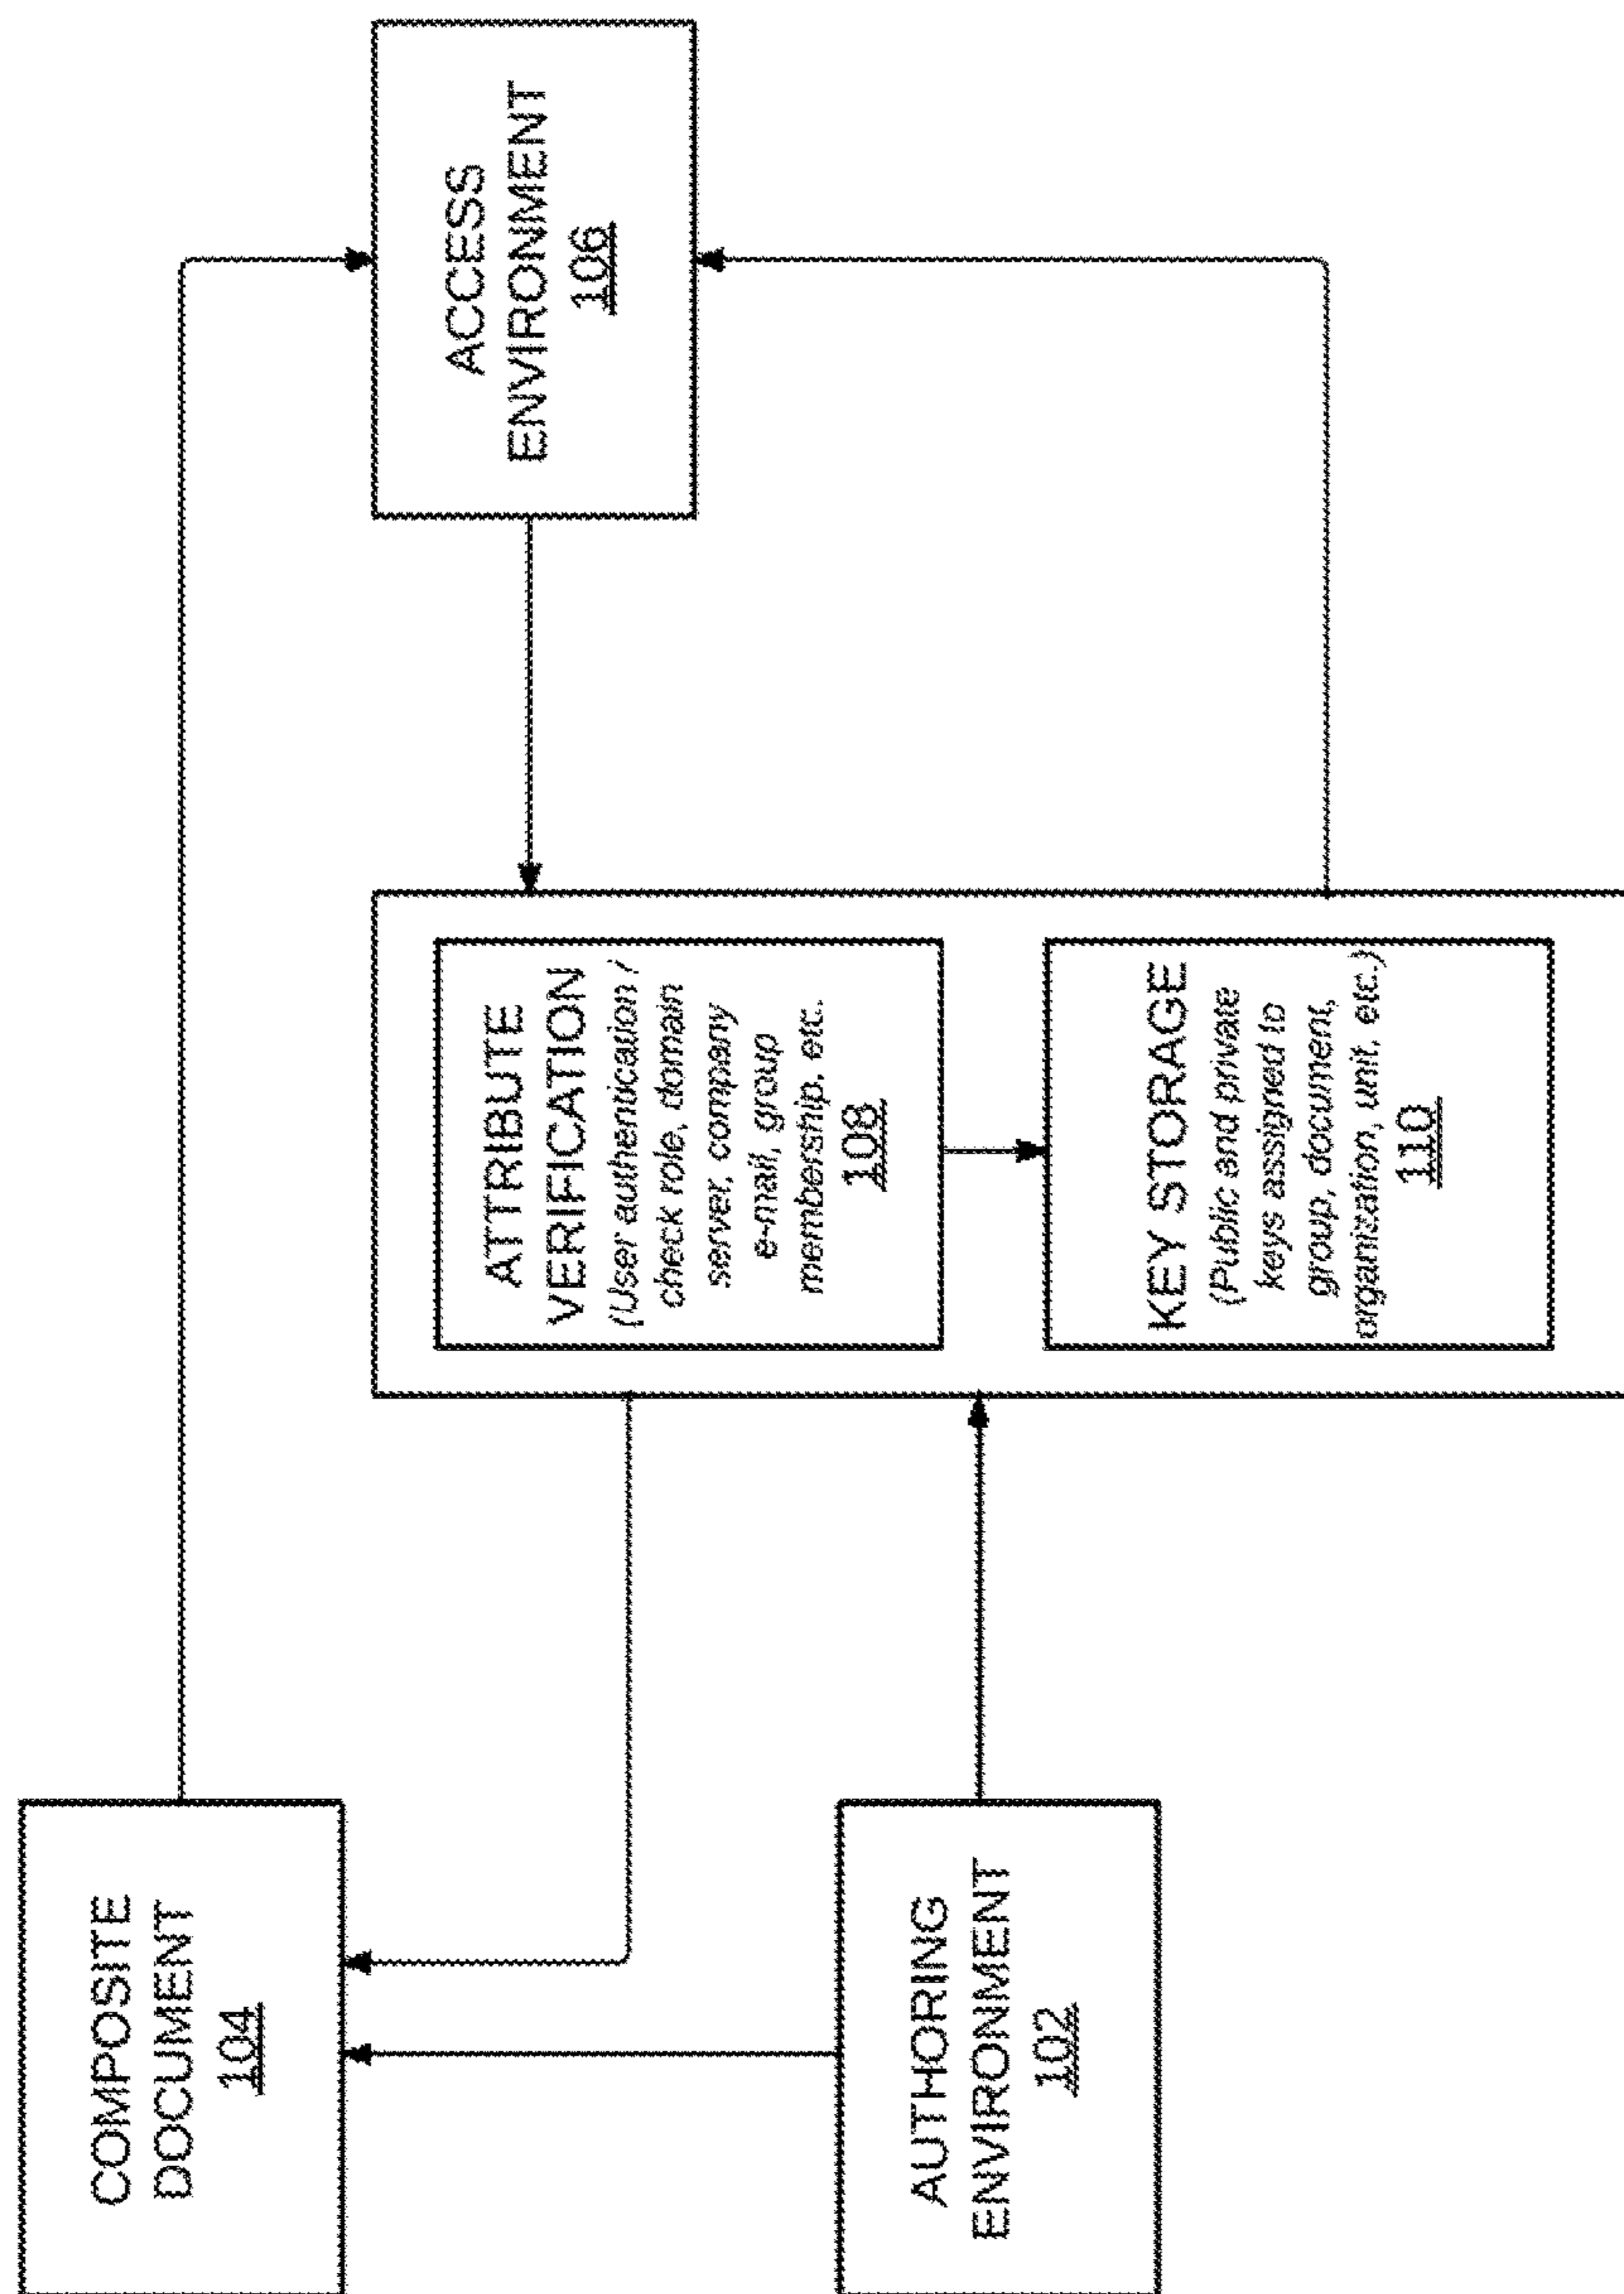 COMPOSITE
DOCUMENT
104
AUTHORING
ENVIRONMENT
102
ATTRIBUTE
VERIFICATION
(User authentication /
check role, domain
server, company
e-mail, group
membership, etc.
108
KEY STORAGE
(Public and private
keys assigned to
group, document,
organization, unit, etc.)
110
ACCESS
ENVIRONMENT
106